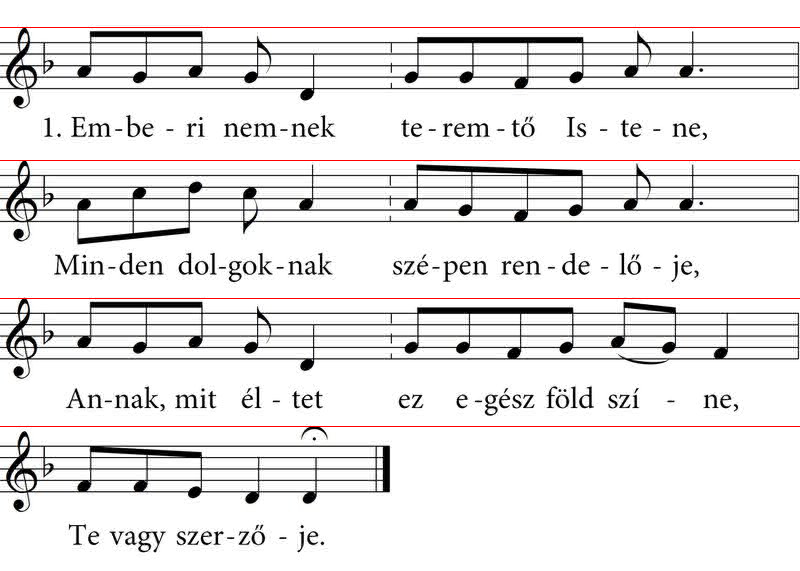 1. Em-be - ri nem-nek te-rem-tő Is - te - ne,
Min-den dol-gok-nak szé-pen ren-de - lő - je,
An-nak, mit él - tet ez e-gész föld szí - ne,
Te vagy szer-ző - je.